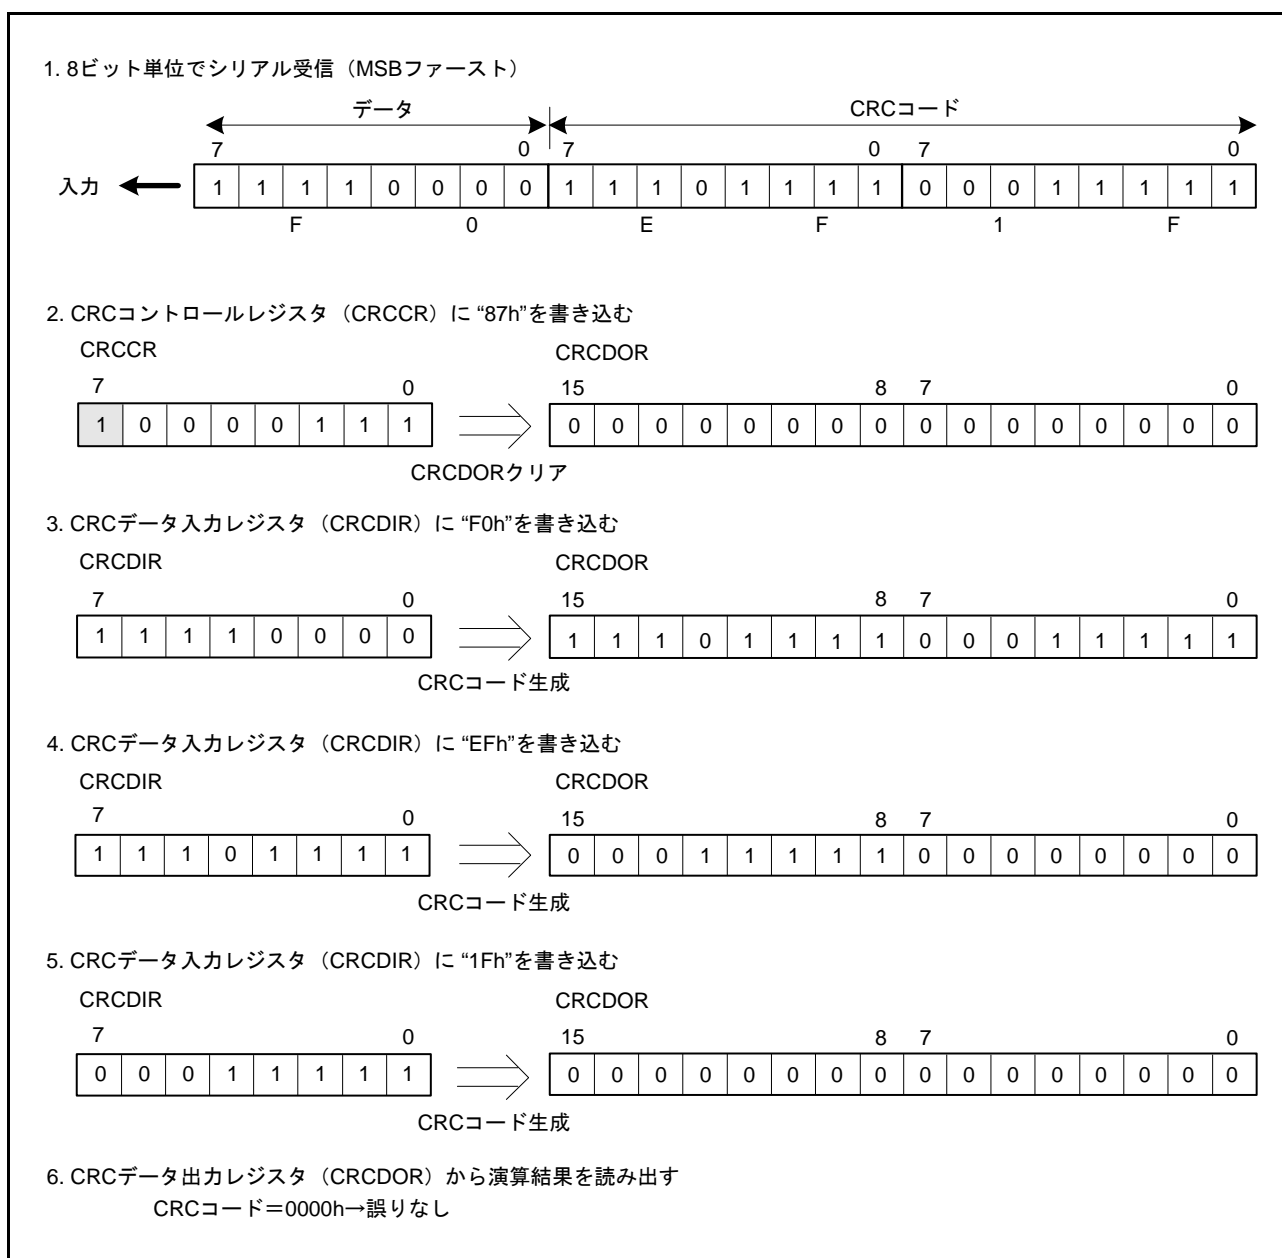 1. 8ビット単位でシリアル受信（MSBファースト）
データ CRCコード
7 0 7 0 7 0
入力 1 1 1 1 0 0 0 0 1 1 1 0 1 1 1 1 0 0 0 1 1 1 1 1
F 0 E F 1 F
2. CRCコントロールレジスタ（CRCCR）に “87h”を書き込む
CRCCR CRCDOR
7 0 15 8 7 0
1 0 0 0 0 1 1 1 0 0 0 0 0 0 0 0 0 0 0 0 0 0 0 0
CRCDORクリア
3. CRCデータ入力レジスタ（CRCDIR）に “F0h”を書き込む
CRCDIR CRCDOR
7 0 15 8 7 0
1 1 1 1 0 0 0 0 1 1 1 0 1 1 1 1 0 0 0 1 1 1 1 1
CRCコード生成
4. CRCデータ入力レジスタ（CRCDIR）に “EFh”を書き込む
CRCDIR CRCDOR
7 0 15 8 7 0
1 1 1 0 1 1 1 1 0 0 0 1 1 1 1 1 0 0 0 0 0 0 0 0
CRCコード生成
5. CRCデータ入力レジスタ（CRCDIR）に “1Fh”を書き込む
CRCDIR CRCDOR
7 0 15 8 7 0
0 0 0 1 1 1 1 1 0 0 0 0 0 0 0 0 0 0 0 0 0 0 0 0
CRCコード生成
6. CRCデータ出力レジスタ（CRCDOR）から演算結果を読み出す
CRCコード＝0000h→誤りなし